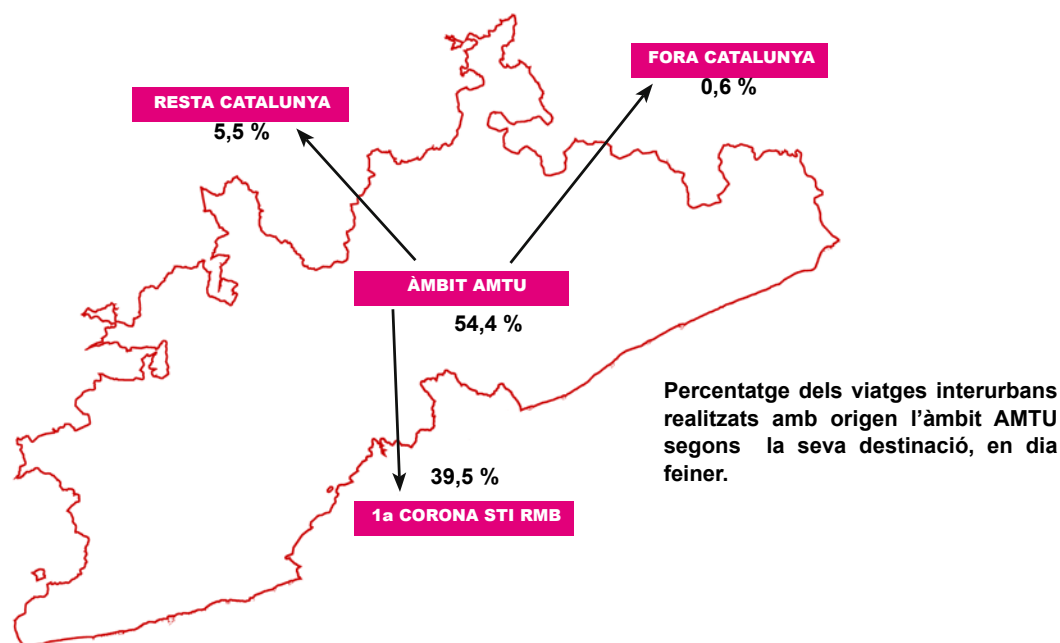 FORA CATALUNYA
0,6 %
RESTA CATALUNYA
5,5 %
ÀMBIT AMTU
54,4 %
Percentatge dels viatges interurbans
realitzats amb origen l’àmbit AMTU
segons la seva destinació, en dia
feiner.
39,5 %
1a CORONA STI RMB